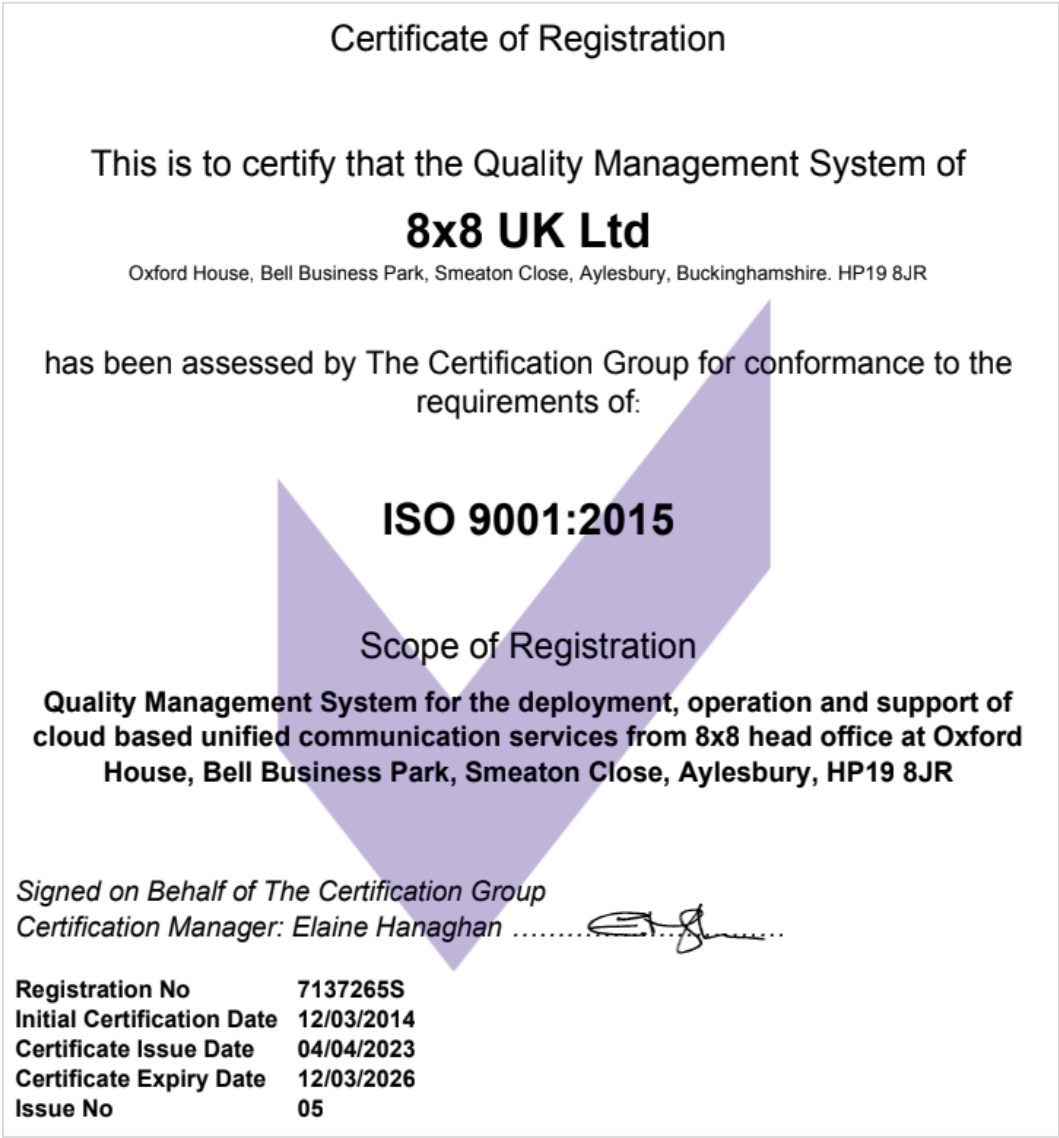 Certificate of Registration
This is to certify that the Quality Management System of
8x8 UK Ltd
Oxford House, Bell Business Park, Smeaton Close, Aylesbury, Buckinghamshire. HP19 8JR
has been assessed by The Certification Group for conformance to the
requirements of:
ISO 9001:2015
Scope of Registration
Quality Management System for the deployment, operation and support of
cloud based unified communication services from 8x8 head office at Oxford
House, Bell Business Park, Smeaton Close, Aylesbury, HP19 8JR
Signed on Behalf of The Certification Group
Certification Manager: Elaine Hanaghan ..............................
Registration No 7137265S
Initial Certification Date 12/03/2014
Certificate Issue Date 04/04/2023
Certificate Expiry Date 12/03/2026
Issue No 05